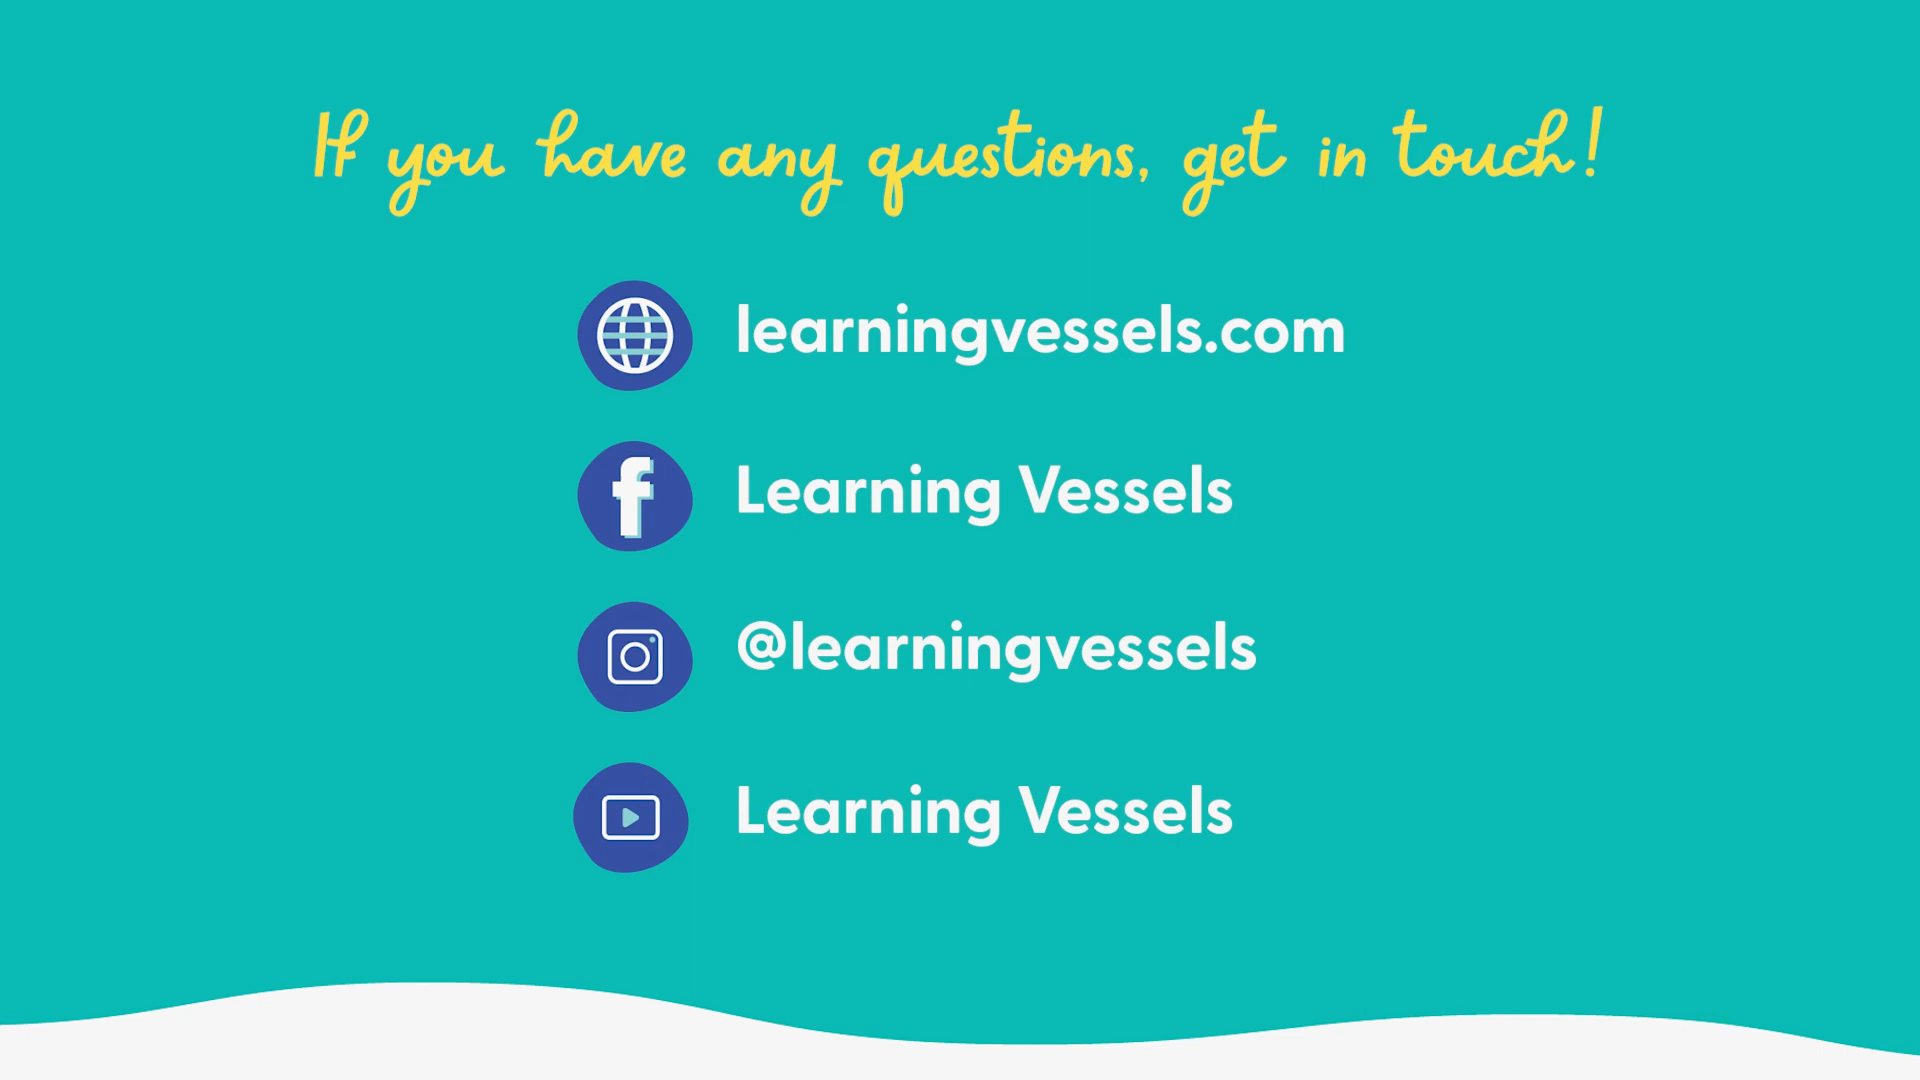 If you have any questions, get in touch!
learningvessels.com
Learning Vessels
@learningvessels
Learning Vessels